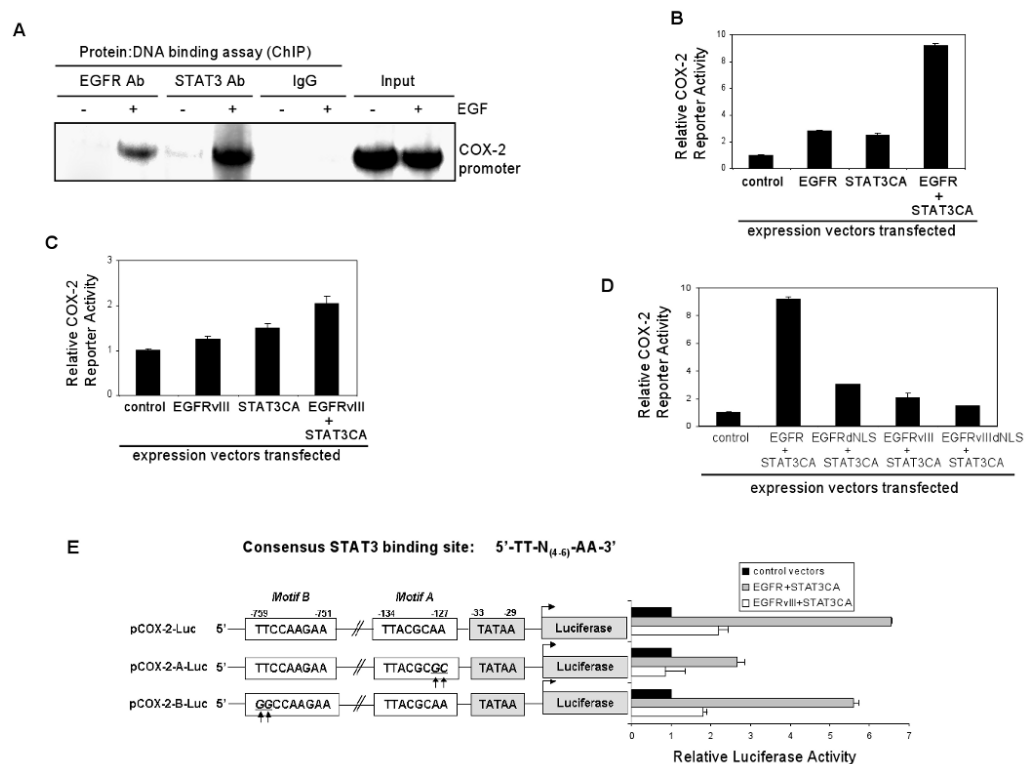 A
Protein:DNA binding assay (ChIP)
EGFR Ab STAT3 Ab IgG Input
- + - + - + - + EGF
COX-2
promoter
B
Relative COX-2
Reporter Activity
10
8
6
4
2
0
control EGFR STAT3CA EGFR
+
STAT3CA
expression vectors transfected
C
Relative COX-2
Reporter Activity
3
2
1
0
control EGFRvIII STAT3CA EGFRvIII
+
STAT3CA
expression vectors transfected
D
Relative COX-2
Reporter Activity
10
8
6
4
2
0
control EGFR EGFRdNLS EGFRvIII EGFRvIIIdNLS
+ + + +
STAT3CA STAT3CA STAT3CA STAT3CA
expression vectors transfected
E
Consensus STAT3 binding site: 5'-TT-N(4-6)-AA-3'
control vectors
EGFR+STAT3CA
EGFRvIII+STAT3CA
Motif B Motif A
-759 -751 -134 -127 -33 -29
pCOX-2-Luc 5' TTCCAAGAA // TTACGCAA TATAA Luciferase
pCOX-2-A-Luc 5' TTCCAAGAA // TTACGCGC TATAA Luciferase
pCOX-2-B-Luc 5' GGCCAAGAA // TTACGCAA TATAA Luciferase
0 1 2 3 4 5 6 7
Relative Luciferase Activity